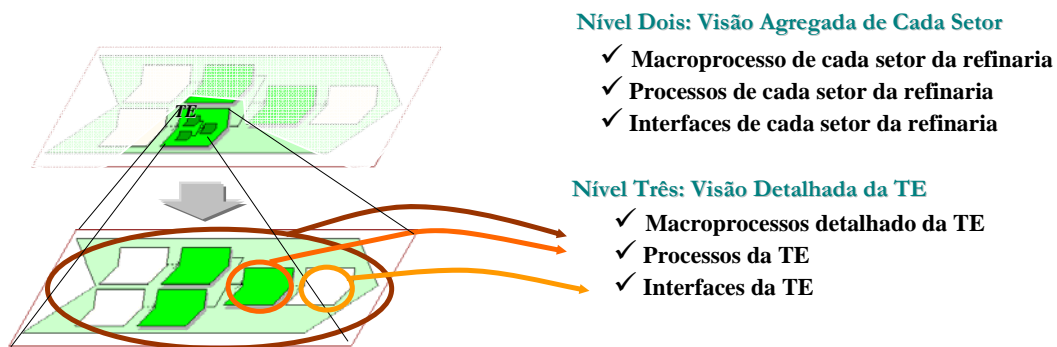 Nível Dois: Visão Agregada de Cada Setor
✓ Macroprocesso de cada setor da refinaria
✓ Processos de cada setor da refinaria
✓ Interfaces de cada setor da refinaria
TE
Nível Três: Visão Detalhada da TE
✓ Macroprocessos detalhado da TE
✓ Processos da TE
✓ Interfaces da TE